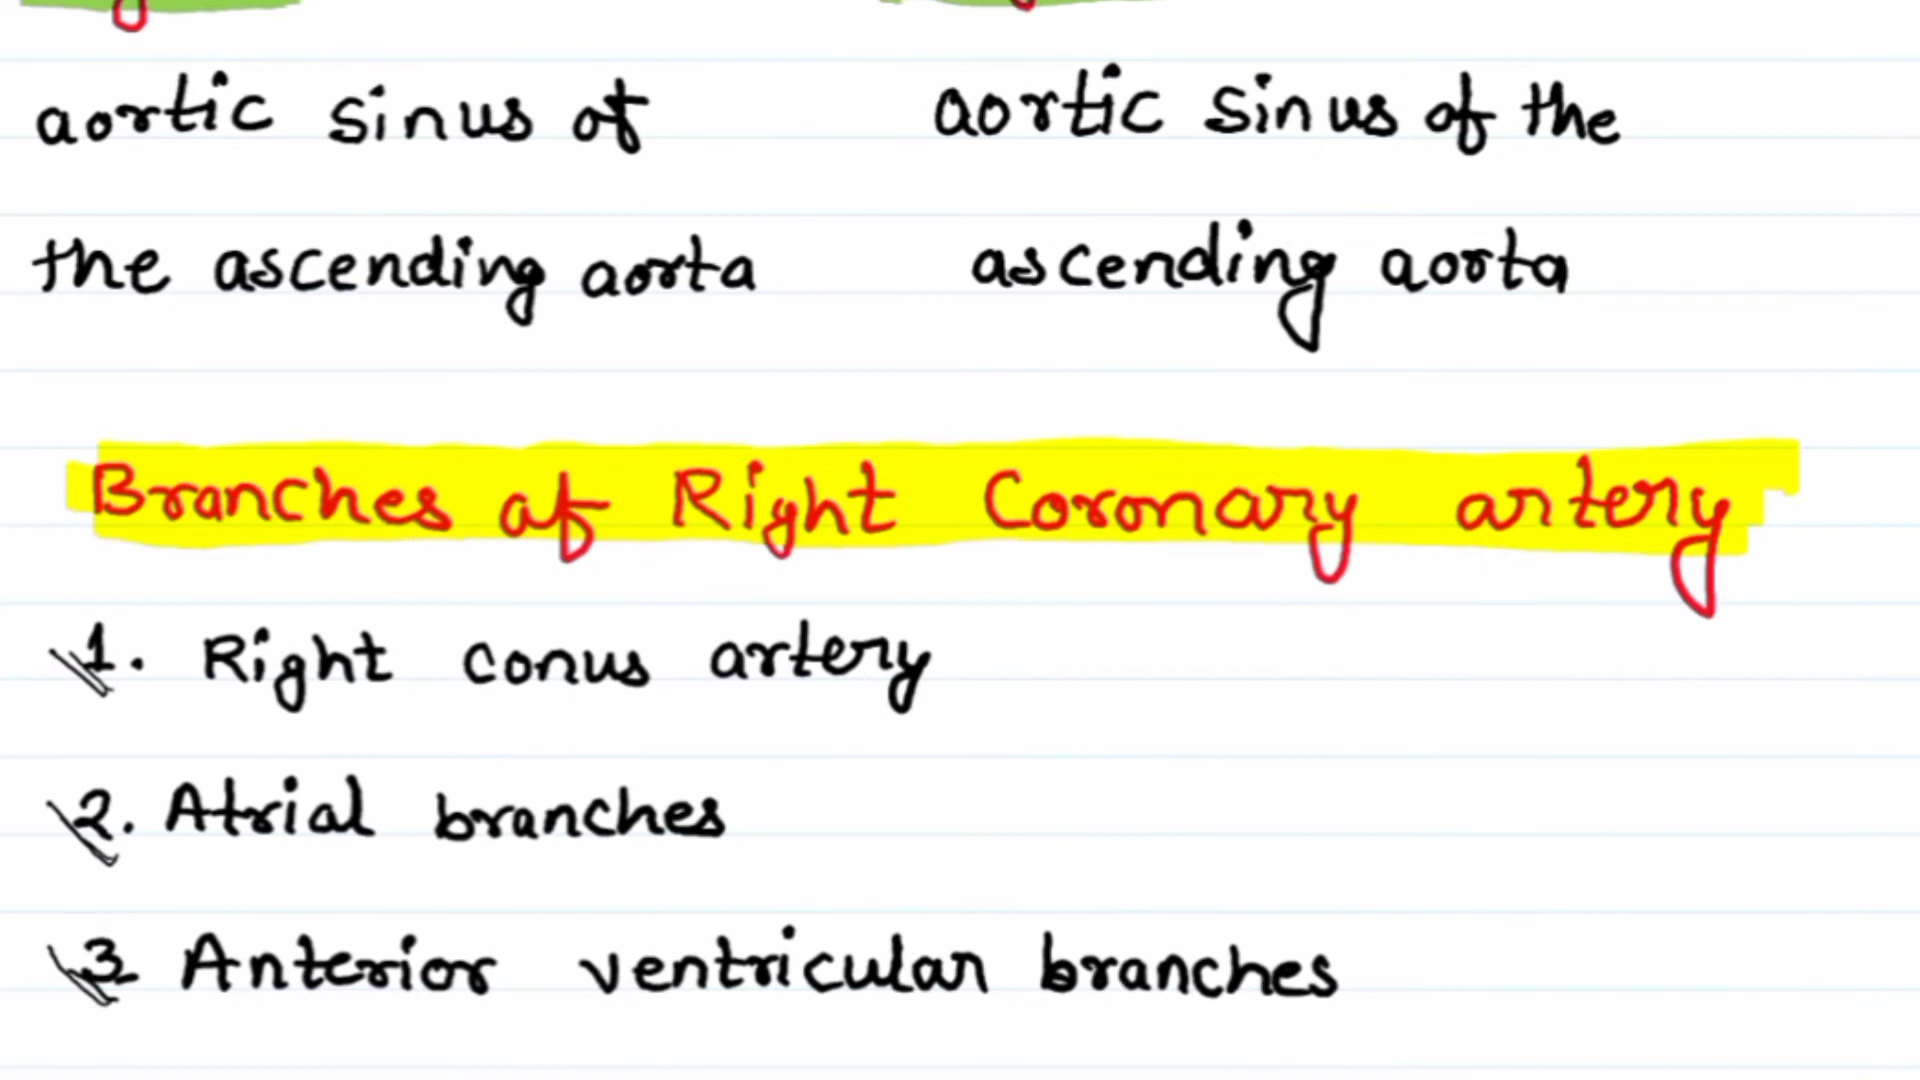 aortic sinus of
the ascending aorta
aortic sinus of the
ascending aorta
Branches of Right Coronary artery
1. Right conus artery
2. Atrial branches
3 Anterior ventricular branches